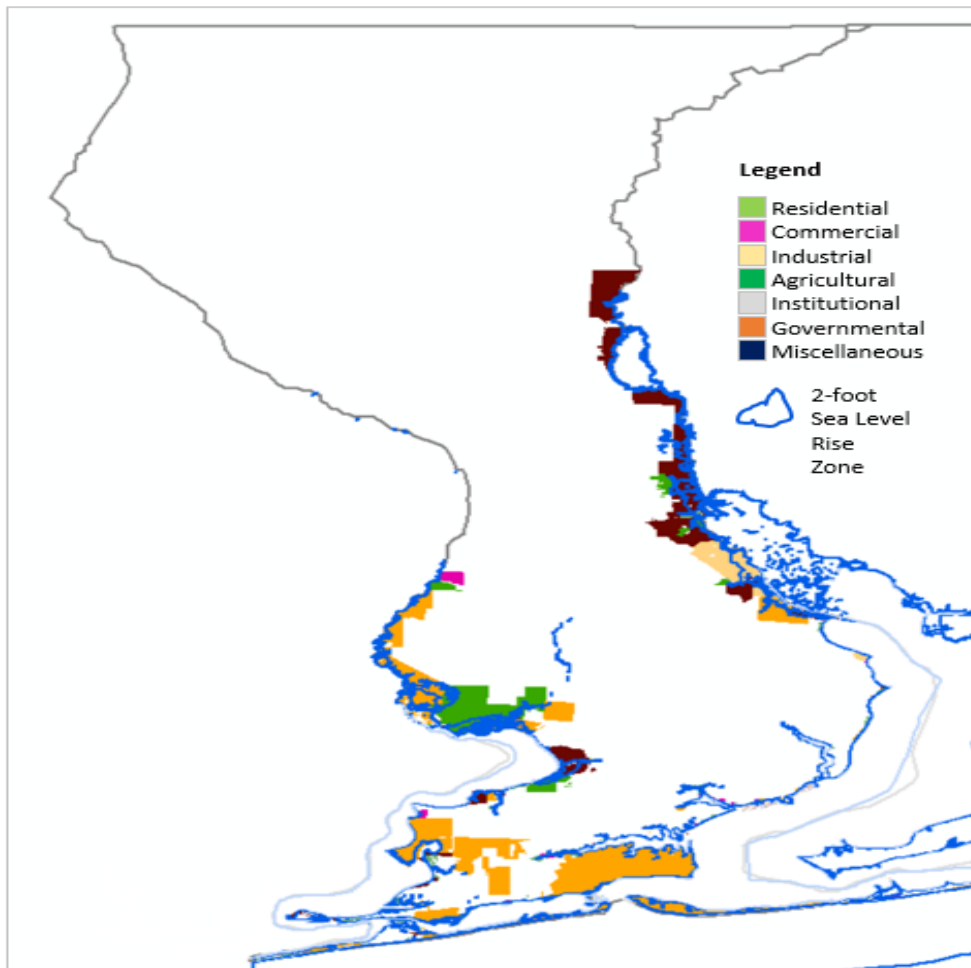 Legend
Residential
Commercial
Industrial
Agricultural
Institutional
Governmental
Miscellaneous
2-foot
Sea Level
Rise
Zone